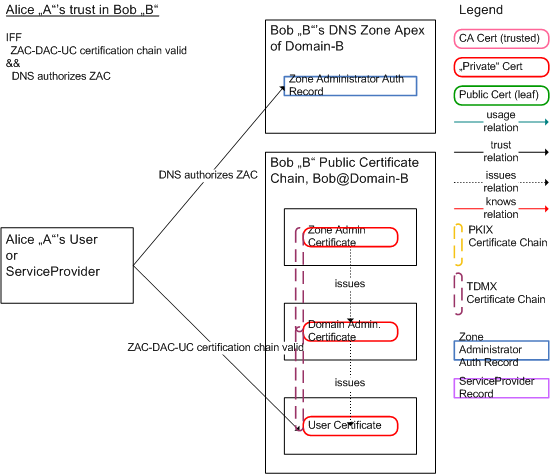 Alice „A“'s trust in Bob „B“
IFF
ZAC-DAC-UC certification chain valid
&&
DNS authorizes ZAC
Bob „B“'s DNS Zone Apex
of Domain-B
Zone Administrator Auth
Record
DNS authorizes ZAC
Bob „B“ Public Certificate
Chain, Bob@Domain-B
Alice „A“'s User
or
ServiceProvider
Zone Admin
Certificate
issues
Domain Admin.
Certificate
ZAC-DAC-UC certification chain valid
issues
User Certificate
Legend
CA Cert (trusted)
„Private“ Cert
Public Cert (leaf)
usage
relation
trust
relation
issues
relation
knows
relation
PKIX
Certificate Chain
TDMX
Certificate Chain
Zone
Administrator
Auth Record
ServiceProvider
Record